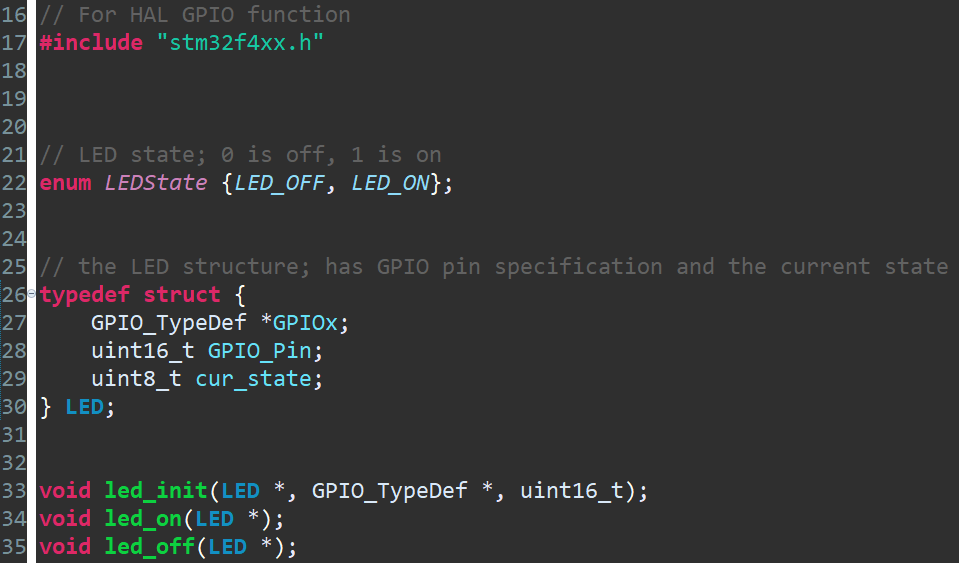 16 // For HAL GPIO function
17 #include "stm32f4xx.h"
18
19
20
21 // LED state; 0 is off, 1 is on
22 enum LEDState {LED_OFF, LED_ON};
23
24
25 // the LED structure; has GPIO pin specification and the current state
26 typedef struct {
27     GPIO_TypeDef *GPIOx;
28     uint16_t GPIO_Pin;
29     uint8_t cur_state;
30 } LED;
31
32
33 void led_init(LED *, GPIO_TypeDef *, uint16_t);
34 void led_on(LED *);
35 void led_off(LED *);